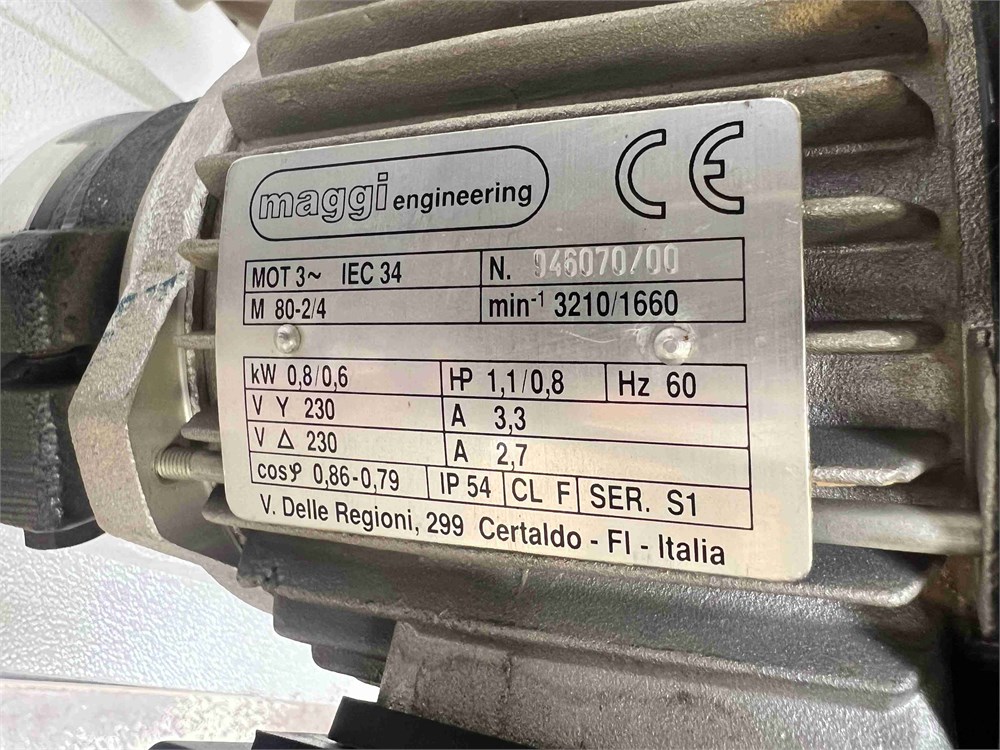 maggi engineering CE
MOT 3~ IEC 34 N. 946070/00
M 80-2/4 min-1 3210/1660
kW 0,8/0,6 HP 1,1/0,8 Hz 60
V Y 230 A 3,3
V Δ 230 A 2,7
cosφ 0,86-0,79 IP 54 CL F SER. S1
V. Delle Regioni, 299 Certaldo - FI - Italia